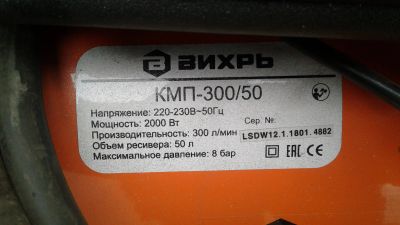 ВИХРЬ
КМП-300/50
Напряжение: 220-230В~50Гц
Мощность: 2000 Вт
Производительность: 300 л/мин
Объем ресивера: 50 л
Максимальное давление: 8 бар
Сер. №:
LSDW12.1.1801.4882
EAC CE